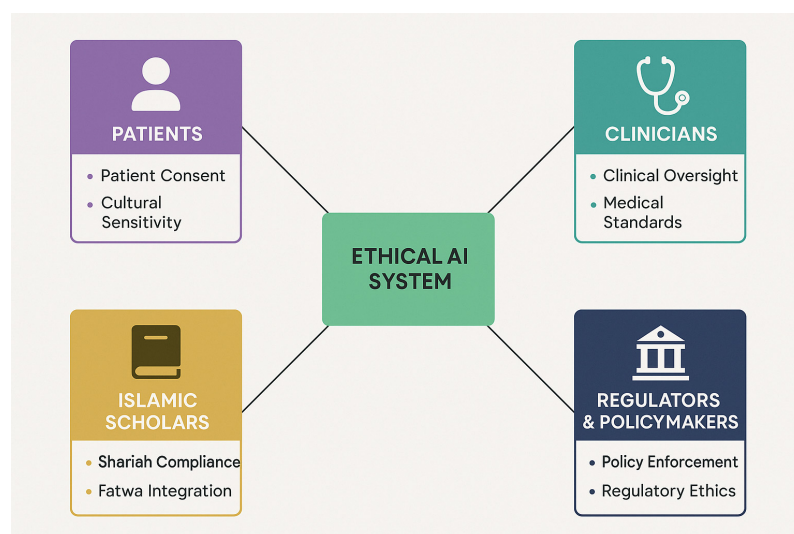 PATIENTS
• Patient Consent
• Cultural
Sensitivity
CLINICIANS
• Clinical Oversight
• Medical
Standards
ETHICAL AI
SYSTEM
ISLAMIC
SCHOLARS
• Shariah Compliance
• Fatwa Integration
REGULATORS
& POLICYMAKERS
• Policy Enforcement
• Regulatory Ethics